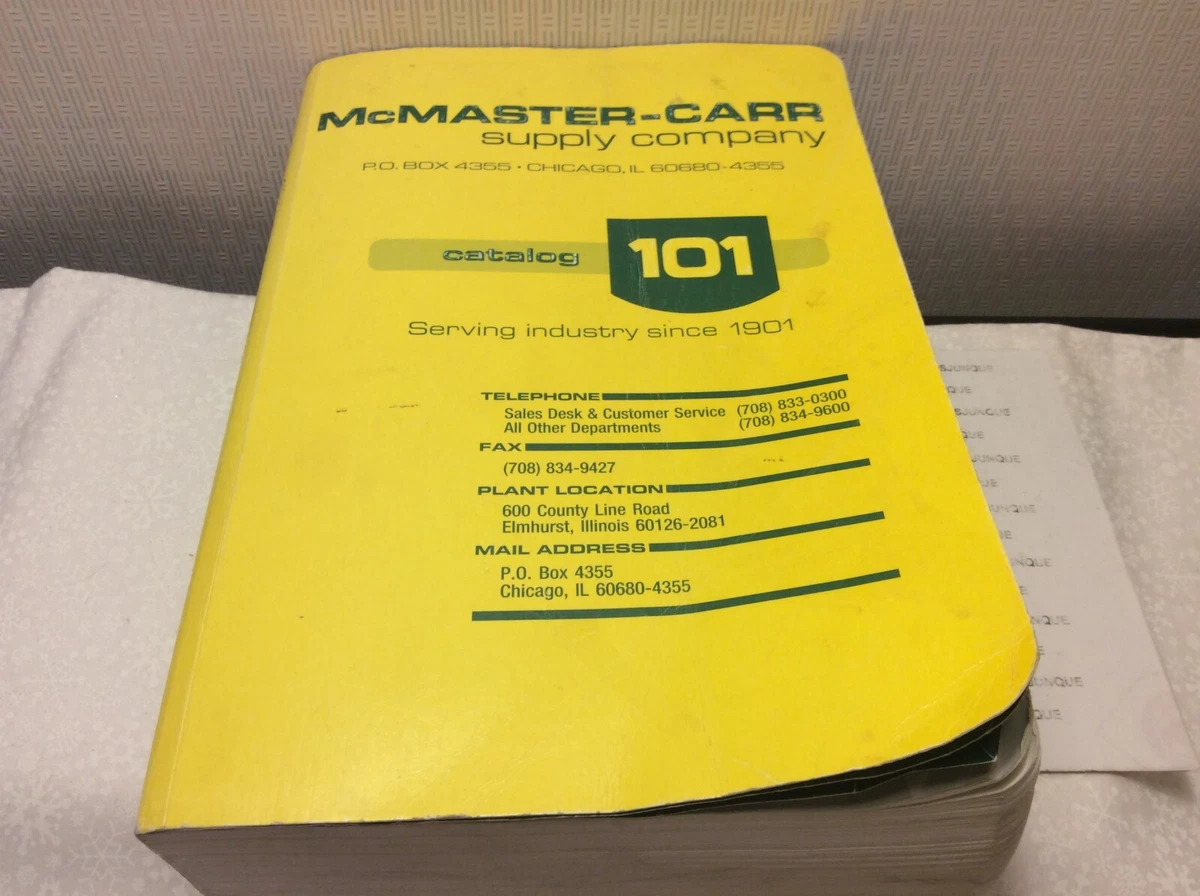 McMASTER-CARR
supply company
P.O. BOX 4355 • CHICAGO, IL 60680-4355
catalog 101
Serving industry since 1901
TELEPHONE
Sales Desk & Customer Service (708) 833-0300
All Other Departments (708) 834-9600
FAX
(708) 834-9427
PLANT LOCATION
600 County Line Road
Elmhurst, Illinois 60126-2081
MAIL ADDRESS
P.O. Box 4355
Chicago, IL 60680-4355